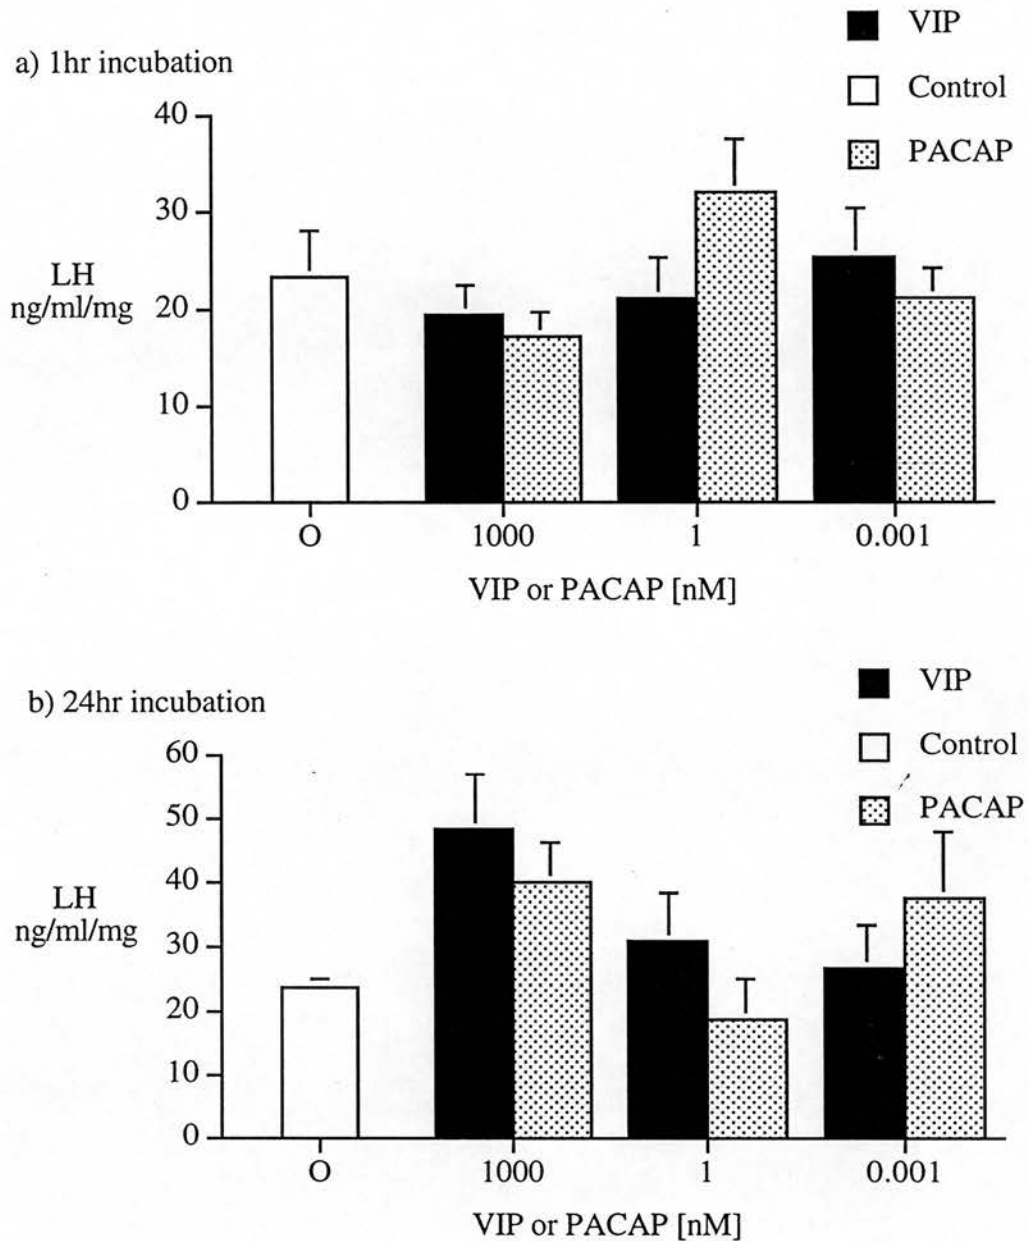 VIP
a) 1hr incubation
Control
40
PACAP
30
LH
ng/ml/mg
20
10
0
O 1000 1 0.001
VIP or PACAP [nM]
VIP
b) 24hr incubation
Control
60
PACAP
50
40
LH
ng/ml/mg
30
20
10
0
O 1000 1 0.001
VIP or PACAP [nM]